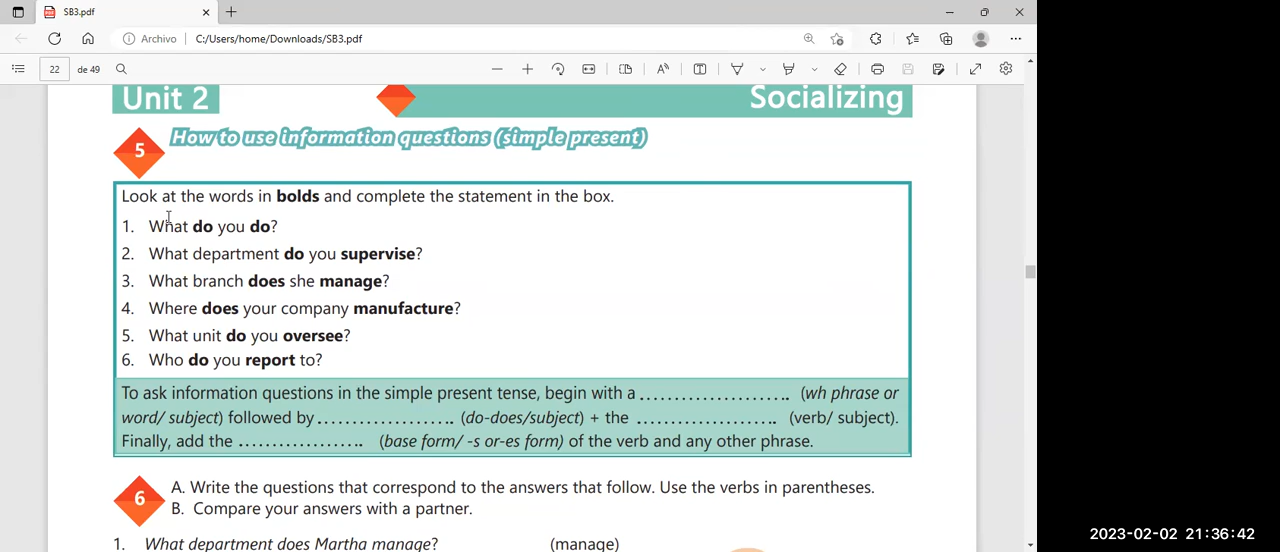 SB3.pdf
Archivo C:/Users/home/Downloads/SB3.pdf
22 de 49
Unit 2 Socializing
5 How to use information questions (simple present)
Look at the words in bolds and complete the statement in the box.
1. What do you do?
2. What department do you supervise?
3. What branch does she manage?
4. Where does your company manufacture?
5. What unit do you oversee?
6. Who do you report to?
To ask information questions in the simple present tense, begin with a ...................... (wh phrase or
word/ subject) followed by .................... (do-does/subject) + the .................... (verb/ subject).
Finally, add the .................. (base form/ -s or-es form) of the verb and any other phrase.
6 A. Write the questions that correspond to the answers that follow. Use the verbs in parentheses.
B. Compare your answers with a partner.
1. What department does Martha manage? (manage)
2023-02-02 21:36:42